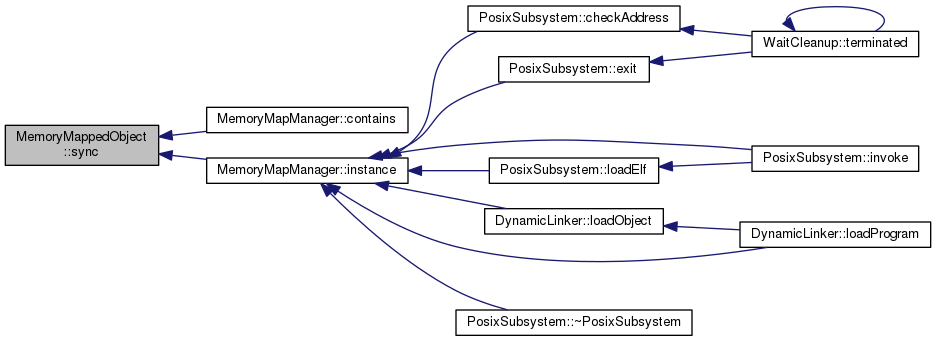 MemoryMappedObject
::sync
MemoryMapManager::contains
MemoryMapManager::instance
PosixSubsystem::checkAddress
PosixSubsystem::exit
PosixSubsystem::loadElf
DynamicLinker::loadObject
PosixSubsystem::~PosixSubsystem
WaitCleanup::terminated
PosixSubsystem::invoke
DynamicLinker::loadProgram